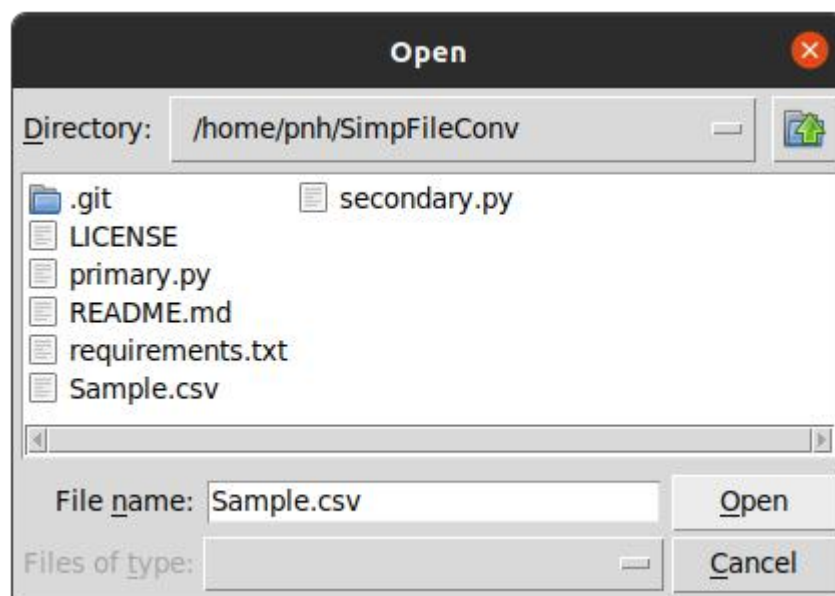 Open
Directory: /home/pnh/SimpFileConv
.git
LICENSE
primary.py
README.md
requirements.txt
Sample.csv
secondary.py
File name: Sample.csv Open
Files of type: Cancel